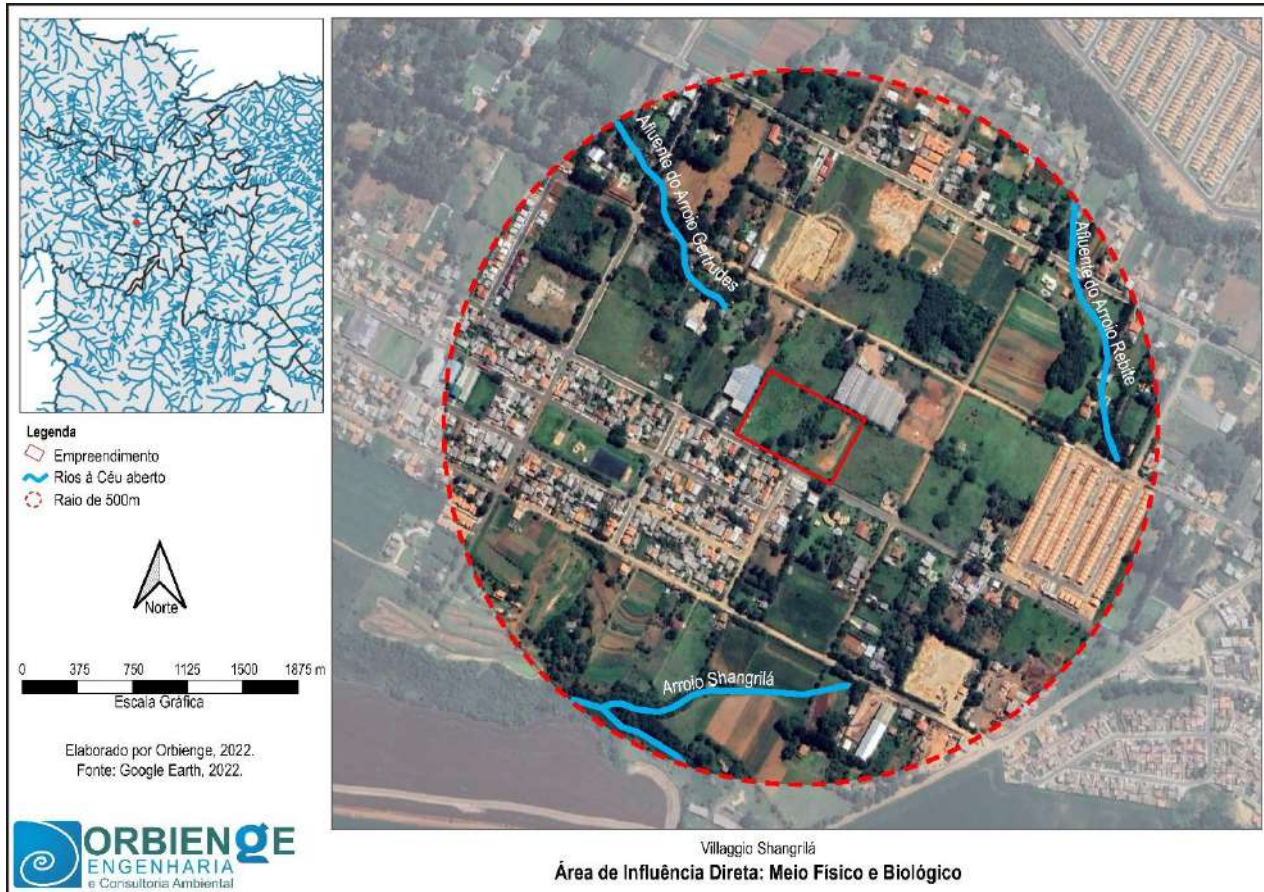 Afluente do Arroio Gertrudes
Afluente do Arroio Rebite
Arroio Shangrilá
Legenda
Empreendimento
Rios à Céu aberto
Raio de 500m
Norte
0 375 750 1125 1500 1875 m
Escala Gráfica
Elaborado por Orbienge, 2022.
Fonte: Google Earth, 2022.
ORBIENGE
ENGENHARIA
e Consultoria Ambiental
Villaggio Shangrilá
Área de Influência Direta: Meio Físico e Biológico